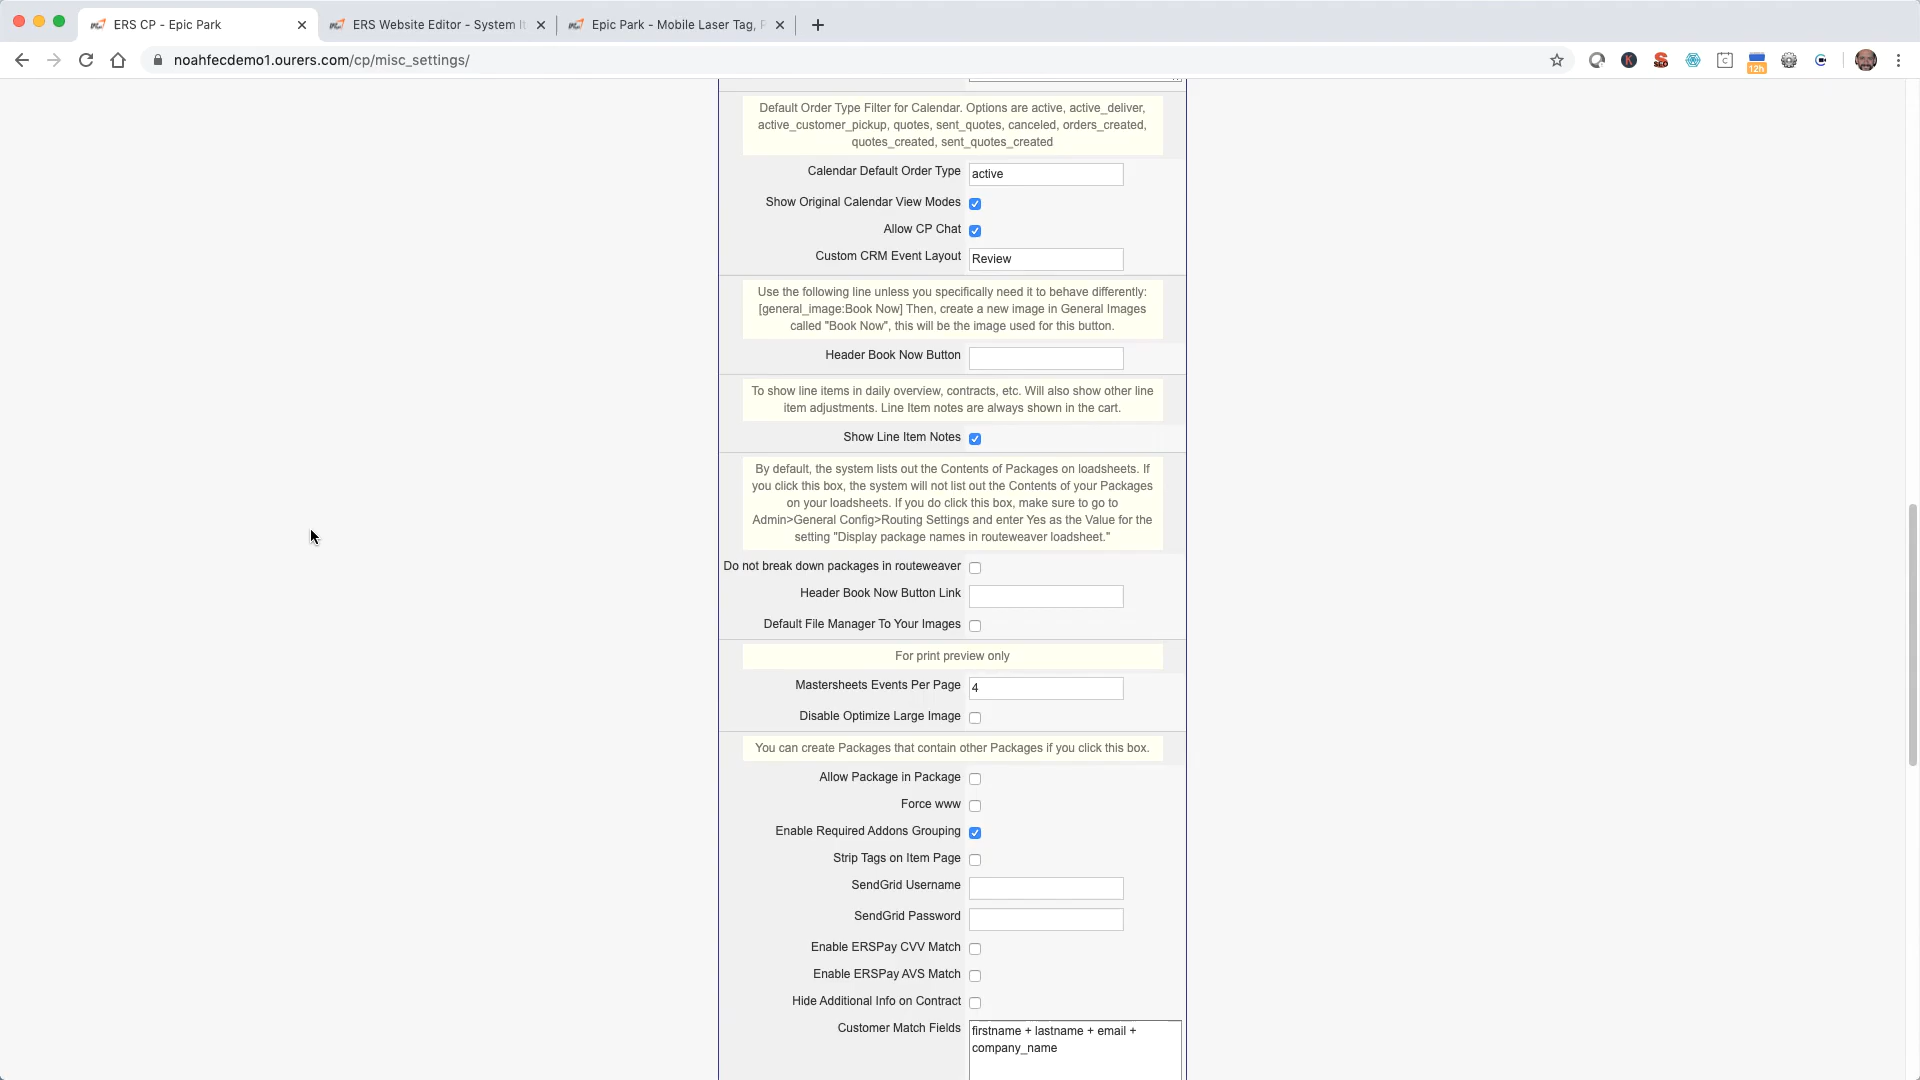 ERS CP - Epic Park
ERS Website Editor - System It
Epic Park - Mobile Laser Tag, P
noahfecdemo1.ourers.com/cp/misc_settings/
12h
Default Order Type Filter for Calendar. Options are active, active_deliver,
active_customer_pickup, quotes, sent_quotes, canceled, orders_created,
quotes_created, sent_quotes_created
Calendar Default Order Type active
Show Original Calendar View Modes
Allow CP Chat
Custom CRM Event Layout Review
Use the following line unless you specifically need it to behave differently:
[general_image:Book Now] Then, create a new image in General Images
called "Book Now", this will be the image used for this button.
Header Book Now Button
To show line items in daily overview, contracts, etc. Will also show other line
item adjustments. Line Item notes are always shown in the cart.
Show Line Item Notes
By default, the system lists out the Contents of Packages on loadsheets. If
you click this box, the system will not list out the Contents of your Packages
on your loadsheets. If you do click this box, make sure to go to
Admin>General Config>Routing Settings and enter Yes as the Value for the
setting "Display package names in routeweaver loadsheet."
Do not break down packages in routeweaver
Header Book Now Button Link
Default File Manager To Your Images
For print preview only
Mastersheets Events Per Page 4
Disable Optimize Large Image
You can create Packages that contain other Packages if you click this box.
Allow Package in Package
Force www
Enable Required Addons Grouping
Strip Tags on Item Page
SendGrid Username
SendGrid Password
Enable ERSPay CVV Match
Enable ERSPay AVS Match
Hide Additional Info on Contract
Customer Match Fields firstname + lastname + email +
company_name